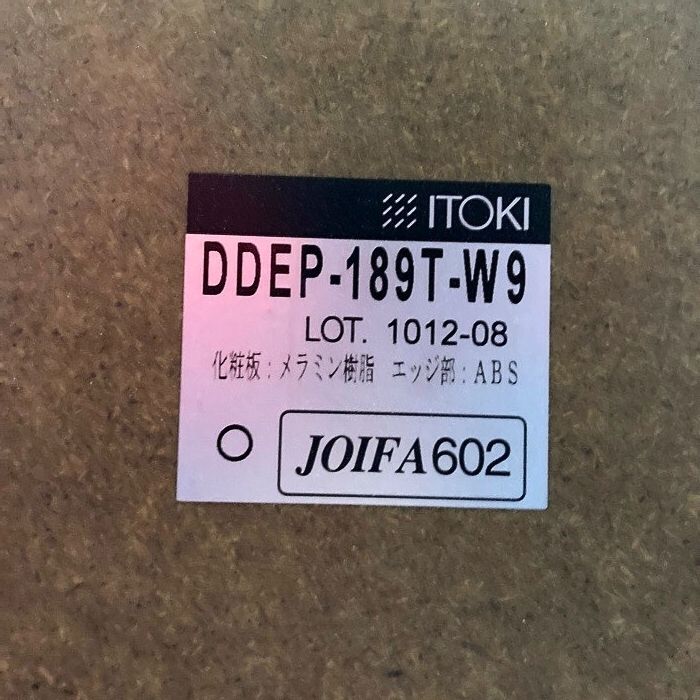 ITOKI
DDEP-189T-W9
LOT. 1012-08
化粧板:メラミン樹脂 エッジ部:ABS
○ JOIFA602